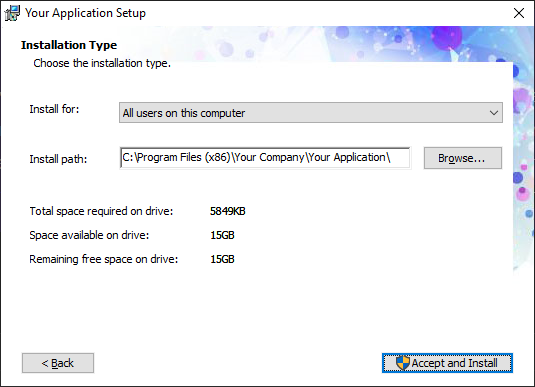 Your Application Setup
Installation Type
Choose the installation type.
Install for:
All users on this computer
Install path:
C:\Program Files (x86)\Your Company\Your Application\
Browse...
Total space required on drive: 5849KB
Space available on drive: 15GB
Remaining free space on drive: 15GB
< Back
Accept and Install